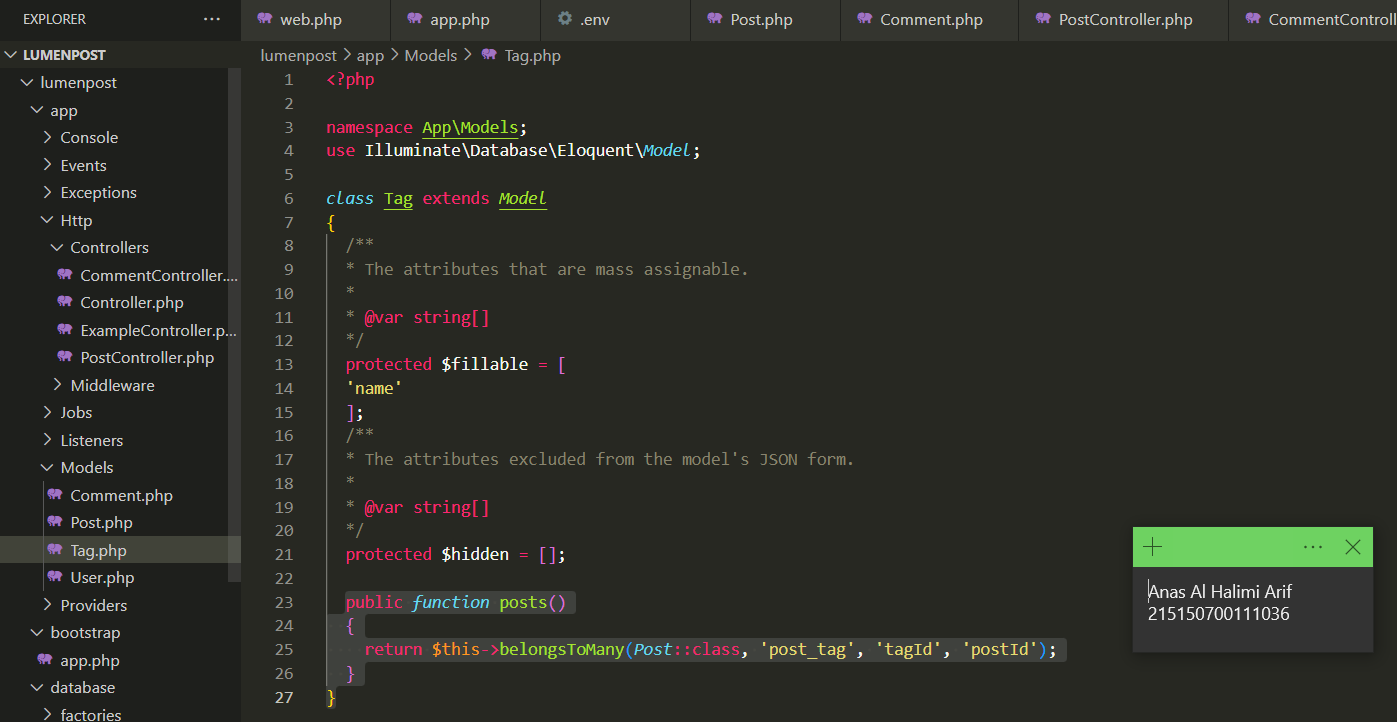 EXPLORER
LUMENPOST
lumenpost
app
Console
Events
Exceptions
Http
Controllers
CommentController....
Controller.php
ExampleController.p...
PostController.php
Middleware
Jobs
Listeners
Models
Comment.php
Post.php
Tag.php
User.php
Providers
bootstrap
app.php
database
factories
web.php app.php .env Post.php Comment.php PostController.php CommentControll
lumenpost > app > Models > Tag.php
1 <?php
2
3 namespace App\Models;
4 use Illuminate\Database\Eloquent\Model;
5
6 class Tag extends Model
7 {
8 /**
9 * The attributes that are mass assignable.
10 *
11 * @var string[]
12 */
13 protected $fillable = [
14 'name'
15 ];
16 /**
17 * The attributes excluded from the model's JSON form.
18 *
19 * @var string[]
20 */
21 protected $hidden = [];
22
23 public function posts()
24 {
25 return $this->belongsToMany(Post::class, 'post_tag', 'tagId', 'postId');
26 }
27 }
Anas Al Halimi Arif
215150700111036